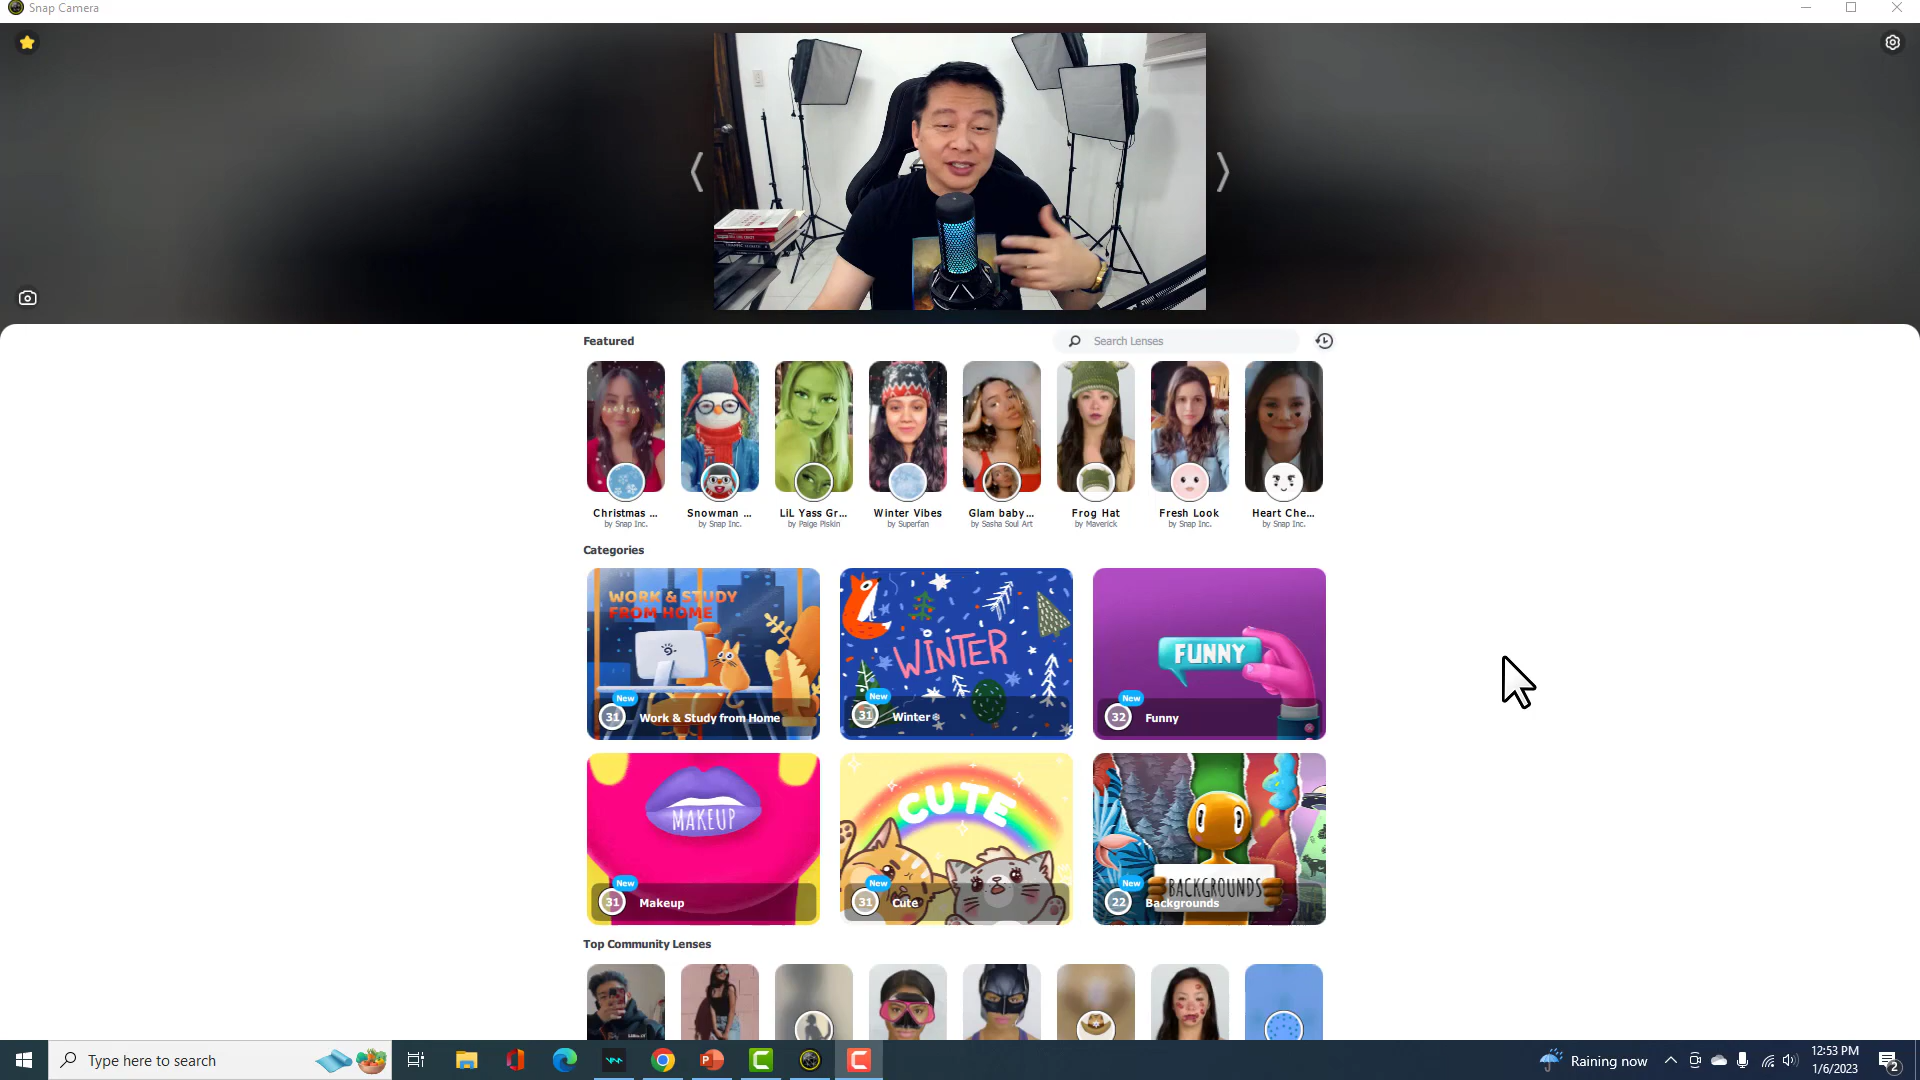 Snap Camera
Featured
Search Lenses
Christmas ...
by Snap Inc.
Snowman ...
by Snap Inc.
LiL Yass Gr...
by Paige Piskin
Winter Vibes
by Superfan
Glam baby...
by Sasha Soul Art
Frog Hat
by Maverick
Fresh Look
by Snap Inc.
Heart Che...
by Snap Inc.
Categories
WORK & STUDY
FROM HOME
New
31
Work & Study from Home
WINTER
New
31
Winter
FUNNY
New
32
Funny
MAKEUP
New
31
Makeup
CUTE
New
31
Cute
BACKGROUNDS
New
22
Backgrounds
Top Community Lenses
Type here to search
Raining now
12:53 PM
1/6/2023
2